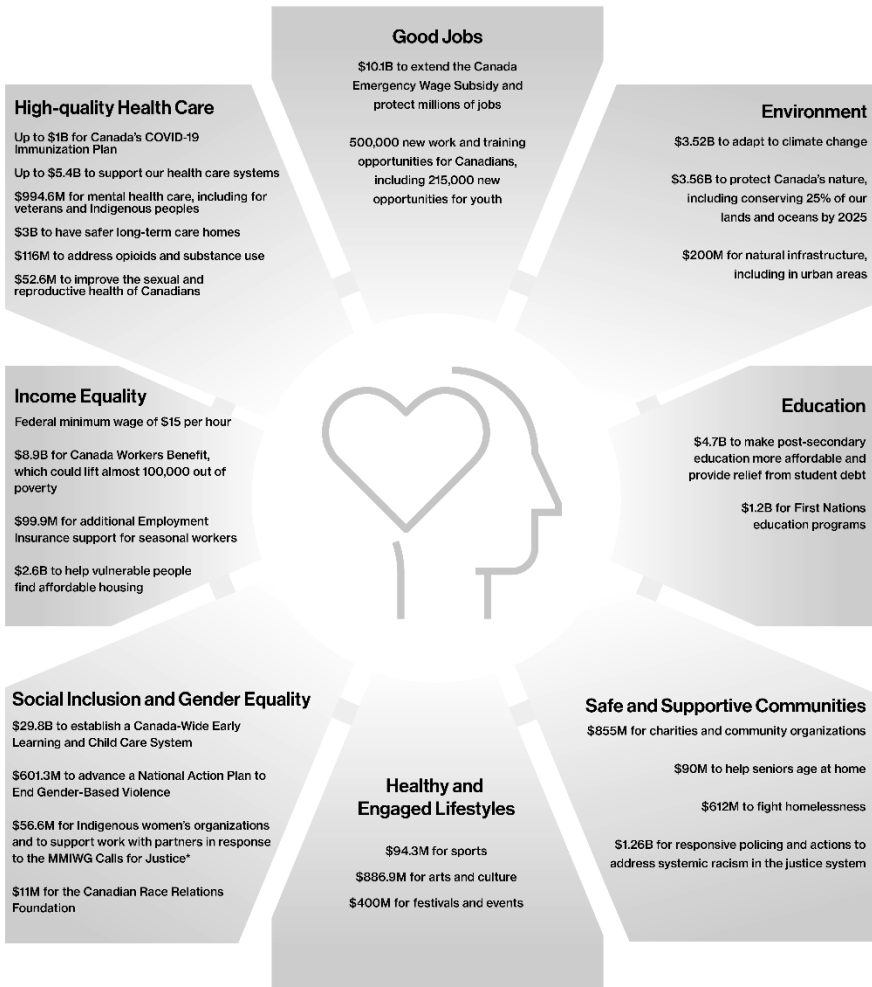 Good Jobs
$10.1B to extend the Canada
Emergency Wage Subsidy and
protect millions of jobs
500,000 new work and training
opportunities for Canadians,
including 215,000 new
opportunities for youth
High-quality Health Care
Up to $1B for Canada's COVID-19
Immunization Plan
Up to $5.4B to support our health care systems
$994.6M for mental health care, including for
veterans and Indigenous peoples
$3B to have safer long-term care homes
$116M to address opioids and substance use
$52.6M to improve the sexual and
reproductive health of Canadians
Environment
$3.52B to adapt to climate change
$3.56B to protect Canada's nature,
including conserving 25% of our
lands and oceans by 2025
$200M for natural infrastructure,
including in urban areas
Income Equality
Federal minimum wage of $15 per hour
$8.9B for Canada Workers Benefit,
which could lift almost 100,000 out of
poverty
$99.9M for additional Employment
Insurance support for seasonal workers
$2.6B to help vulnerable people
find affordable housing
Education
$4.7B to make post-secondary
education more affordable and
provide relief from student debt
$1.2B for First Nations
education programs
Social Inclusion and Gender Equality
$29.8B to establish a Canada-Wide Early
Learning and Child Care System
$601.3M to advance a National Action Plan to
End Gender-Based Violence
$56.6M for Indigenous women's organizations
and to support work with partners in response
to the MMIWG Calls for Justice*
$11M for the Canadian Race Relations
Foundation
Healthy and
Engaged Lifestyles
$94.3M for sports
$886.9M for arts and culture
$400M for festivals and events
Safe and Supportive Communities
$855M for charities and community organizations
$90M to help seniors age at home
$612M to fight homelessness
$1.26B for responsive policing and actions to
address systemic racism in the justice system